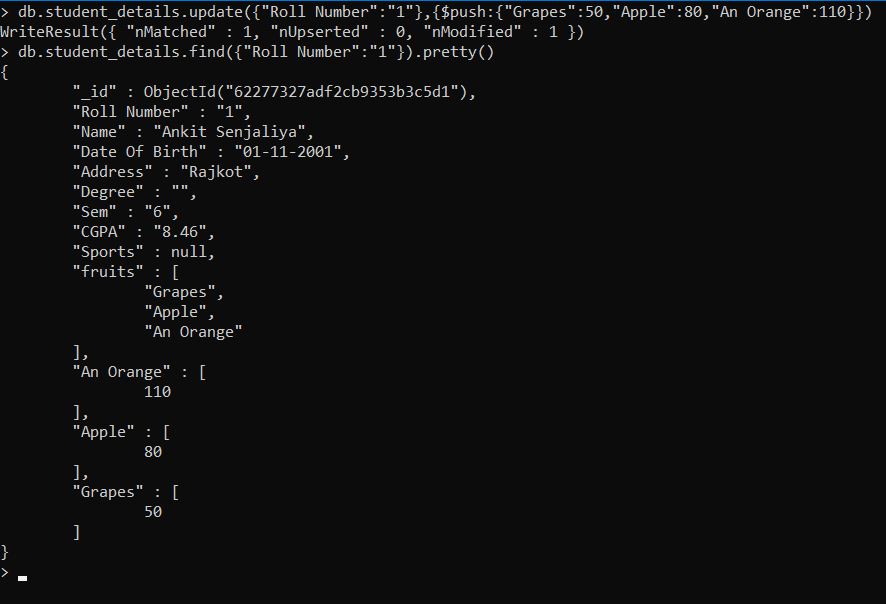 > db.student_details.update({"Roll Number":"1"},{$push:{"Grapes":50,"Apple":80,"An Orange":110}})
WriteResult({ "nMatched" : 1, "nUpserted" : 0, "nModified" : 1 })
> db.student_details.find({"Roll Number":"1"}).pretty()
{
        "_id" : ObjectId("62277327adf2cb9353b3c5d1"),
        "Roll Number" : "1",
        "Name" : "Ankit Senjaliya",
        "Date Of Birth" : "01-11-2001",
        "Address" : "Rajkot",
        "Degree" : "",
        "Sem" : "6",
        "CGPA" : "8.46",
        "Sports" : null,
        "fruits" : [
                "Grapes",
                "Apple",
                "An Orange"
        ],
        "An Orange" : [
                110
        ],
        "Apple" : [
                80
        ],
        "Grapes" : [
                50
        ]
}
>